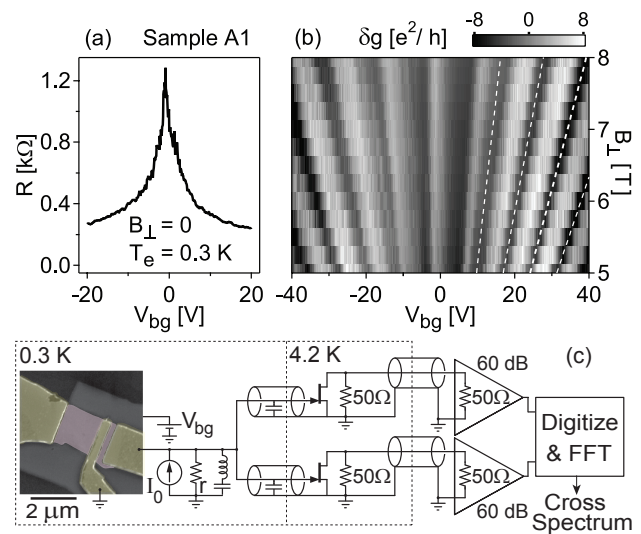 (a) Sample A1
R [kΩ]
1.2
0.8
0.4
0.0
B⊥ = 0
Tₑ = 0.3 K
-20 0 20
V_bg [V]
(b) δg [e²/ h]
-8 0 8
8
7
6
5
B⊥ [T]
-40 -20 0 20 40
V_bg [V]
(c)
0.3 K
4.2 K
60 dB
V_bg
50Ω
50Ω
I₀
r
50Ω
50Ω
60 dB
2 μm
Digitize
& FFT
Cross
Spectrum